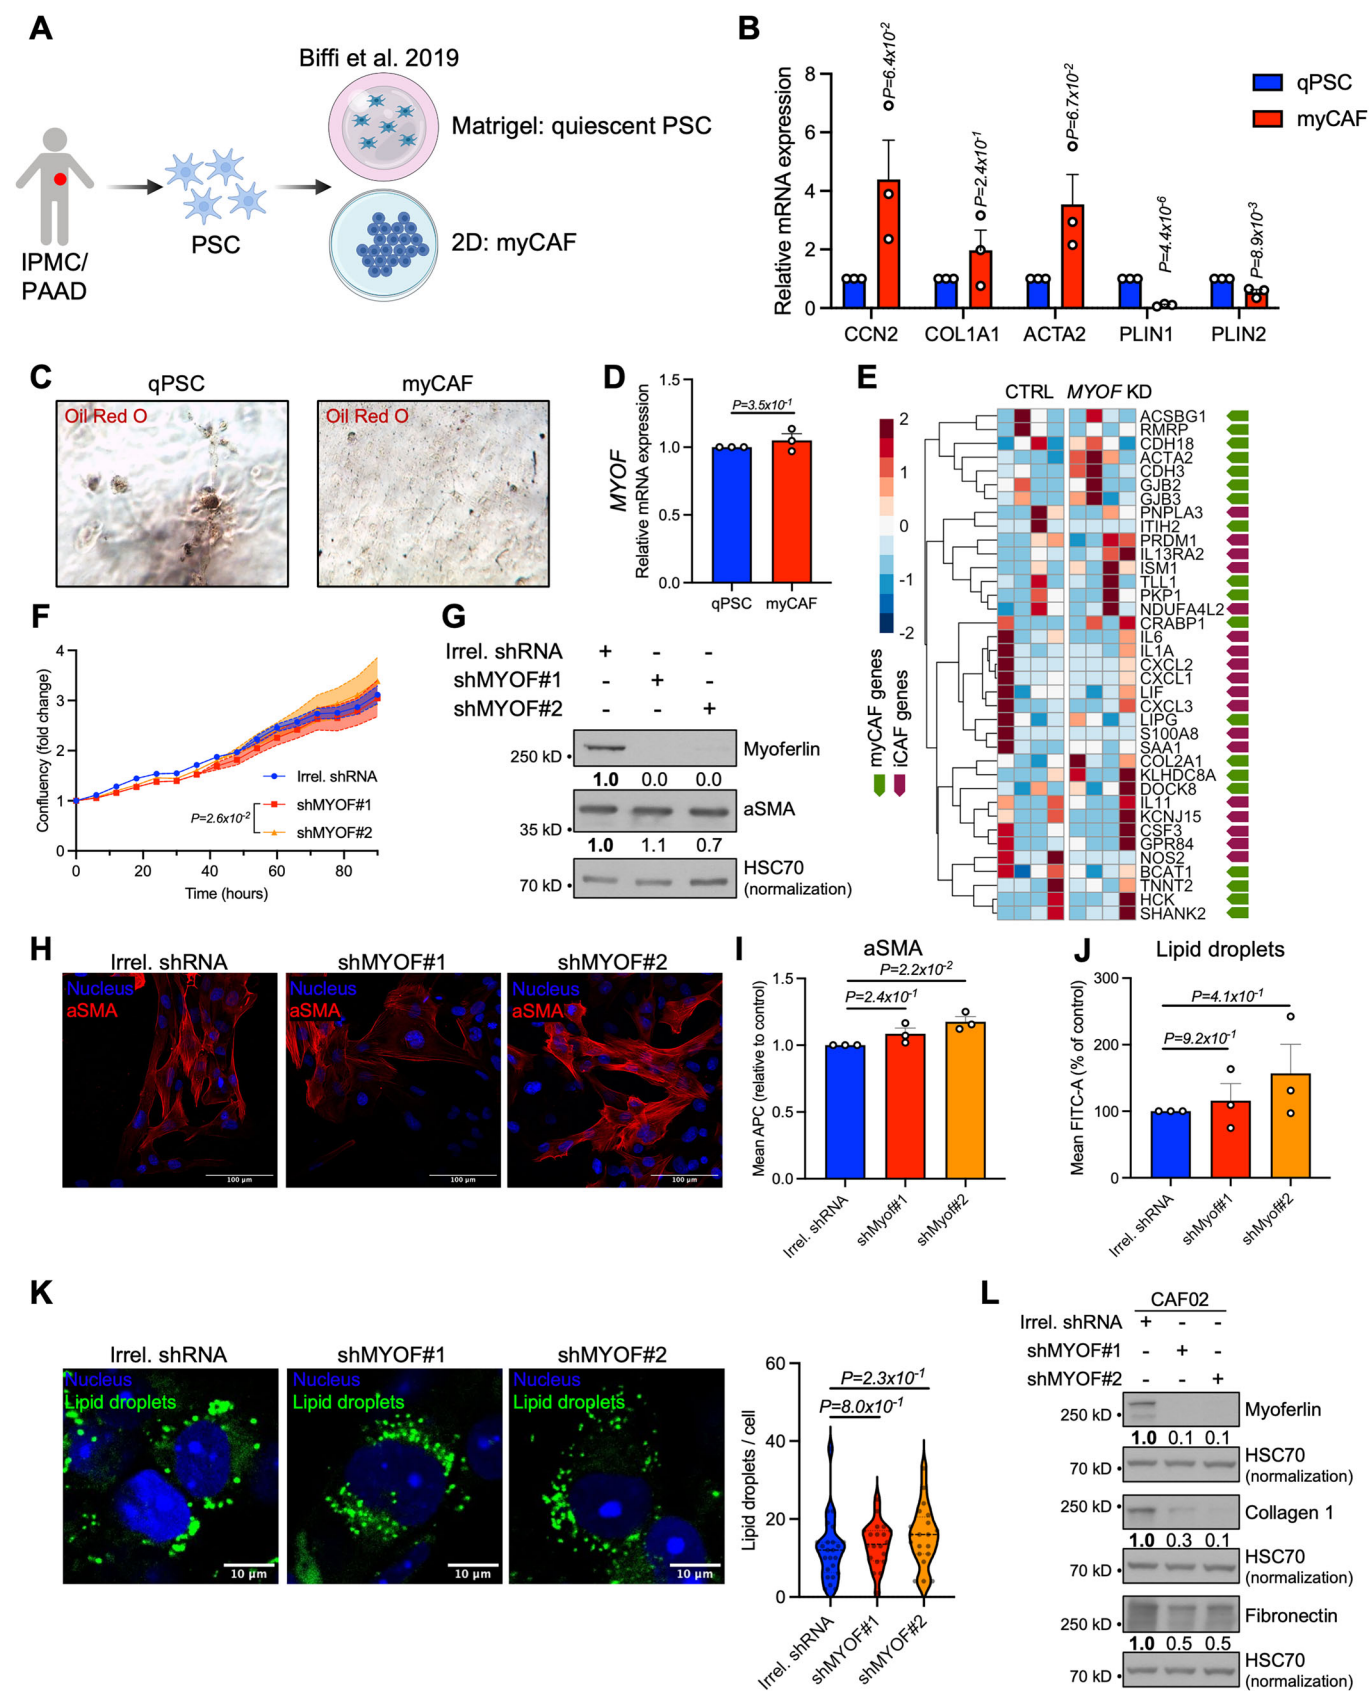 A
Biffi et al. 2019
Matrigel: quiescent PSC
IPMC/
PAAD
PSC
2D: myCAF
B
Relative mRNA expression
8
6
4
2
0
P=6.4x10-2
P=2.4x10-1
P=6.7x10-2
P=4.4x10-6
P=8.9x10-3
CCN2
COL1A1
ACTA2
PLIN1
PLIN2
qPSC
myCAF
C
qPSC
myCAF
Oil Red O
Oil Red O
D
MYOF
Relative mRNA expression
1.5
1.0
0.5
0.0
P=3.5x10-1
qPSC
myCAF
E
CTRL
MYOF KD
2
1
0
-1
-2
myCAF genes
iCAF genes
ACSBG1
RMRP
CDH18
ACTA2
CDH3
GJB2
GJB3
PNPLA3
ITIH2
PRDM1
IL13RA2
ISM1
TLL1
PKP1
NDUFA4L2
CRABP1
IL6
IL1A
CXCL2
CXCL1
LIF
CXCL3
LIPG
S100A8
SAA1
COL2A1
KLHDC8A
DOCK8
IL11
KCNJ15
CSF3
GPR84
NOS2
BCAT1
TNNT2
HCK
SHANK2
F
Confluency (fold change)
4
3
2
1
0
0
20
40
60
80
Time (hours)
Irrel. shRNA
shMYOF#1
shMYOF#2
P=2.6x10-2
G
Irrel. shRNA + - -
shMYOF#1 - + -
shMYOF#2 - - +
250 kD
Myoferlin
1.0 0.0 0.0
35 kD
aSMA
1.0 1.1 0.7
70 kD
HSC70
(normalization)
H
Irrel. shRNA
shMYOF#1
shMYOF#2
Nucleus
aSMA
100 µm
Nucleus
aSMA
100 µm
Nucleus
aSMA
100 µm
I
aSMA
Mean APC (relative to control)
1.5
1.0
0.5
0.0
P=2.2x10-2
P=2.4x10-1
Irrel. shRNA
shMyof#1
shMyof#2
J
Lipid droplets
Mean FITC-A (% of control)
300
200
100
0
P=4.1x10-1
P=9.2x10-1
Irrel. shRNA
shMyof#1
shMyof#2
K
Irrel. shRNA
shMYOF#1
shMYOF#2
Nucleus
Lipid droplets
10 µm
Nucleus
Lipid droplets
10 µm
Nucleus
Lipid droplets
10 µm
Lipid droplets / cell
60
40
20
0
P=2.3x10-1
P=8.0x10-1
Irrel. shRNA
shMYOF#1
shMYOF#2
L
CAF02
Irrel. shRNA + - -
shMYOF#1 - + -
shMYOF#2 - - +
250 kD
Myoferlin
1.0 0.1 0.1
70 kD
HSC70
(normalization)
250 kD
Collagen 1
1.0 0.3 0.1
70 kD
HSC70
(normalization)
250 kD
Fibronectin
1.0 0.5 0.5
70 kD
HSC70
(normalization)